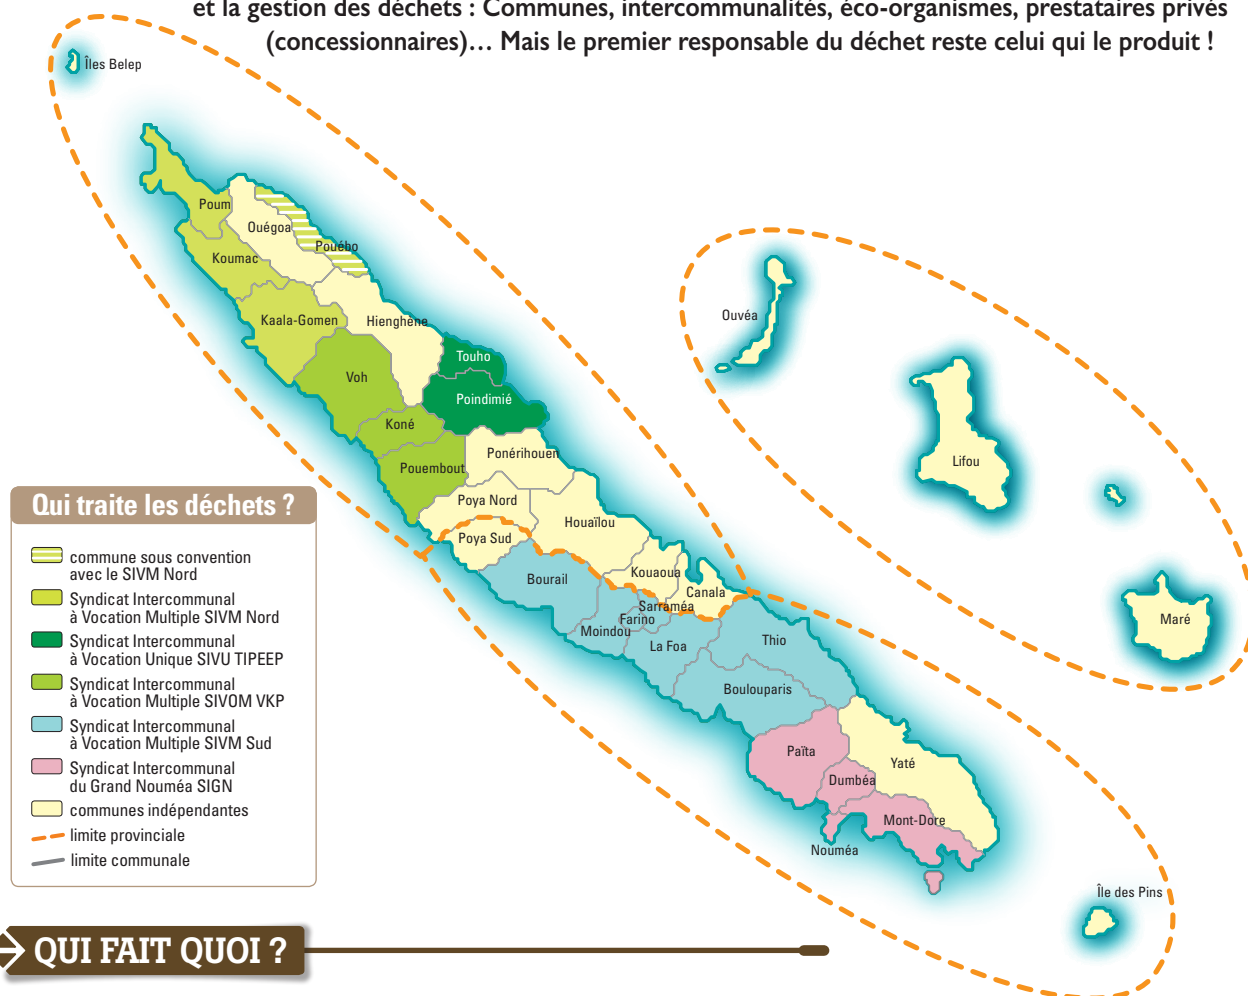 et la gestion des déchets : Communes, intercommunalités, éco-organismes, prestataires privés
(concessionnaires)… Mais le premier responsable du déchet reste celui qui le produit !
Îles Belep
Poum
Ouégoa
Pouébo
Koumac
Kaala-Gomen
Hienghène
Ouvéa
Touho
Voh
Poindimié
Koné
Ponérihouen
Pouembout
Lifou
Poya Nord
Houaïlou
Poya Sud
Bourail
Kouaoua
Canala
Sarraméa
Farino
Moindou
La Foa
Thio
Maré
Boulouparis
Païta
Yaté
Dumbéa
Mont-Dore
Nouméa
Île des Pins
Qui traite les déchets ?
commune sous convention
avec le SIVM Nord
Syndicat Intercommunal
à Vocation Multiple SIVM Nord
Syndicat Intercommunal
à Vocation Unique SIVU TIPEEP
Syndicat Intercommunal
à Vocation Multiple SIVOM VKP
Syndicat Intercommunal
à Vocation Multiple SIVM Sud
Syndicat Intercommunal
du Grand Nouméa SIGN
communes indépendantes
limite provinciale
limite communale
QUI FAIT QUOI ?